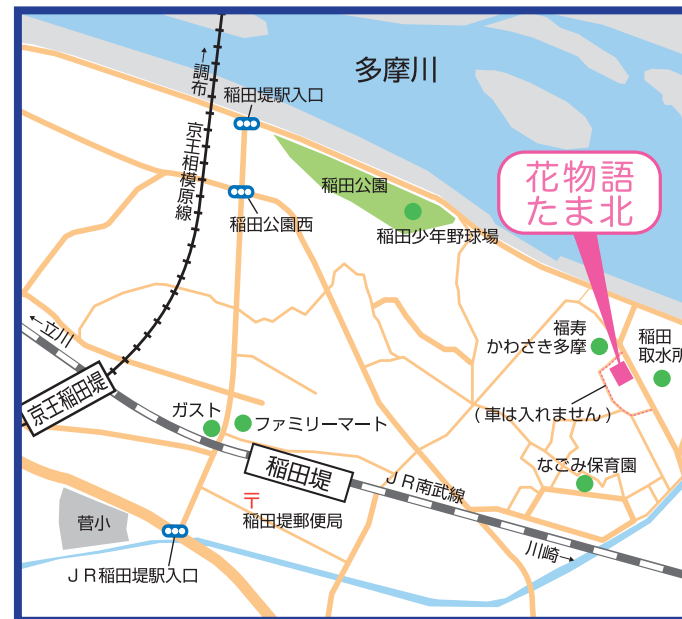 多摩川
←調布
稲田堤駅入口
京王相模原線
稲田公園
花物語
たま北
稲田公園西
稲田少年野球場
←立川
福寿
かわさき多摩
稲田
取水所
京王稲田堤
ガスト
ファミリーマート
(車は入れません)
稲田堤
なごみ保育園
JR南武線
〒
稲田堤郵便局
菅小
川崎→
JR稲田堤駅入口